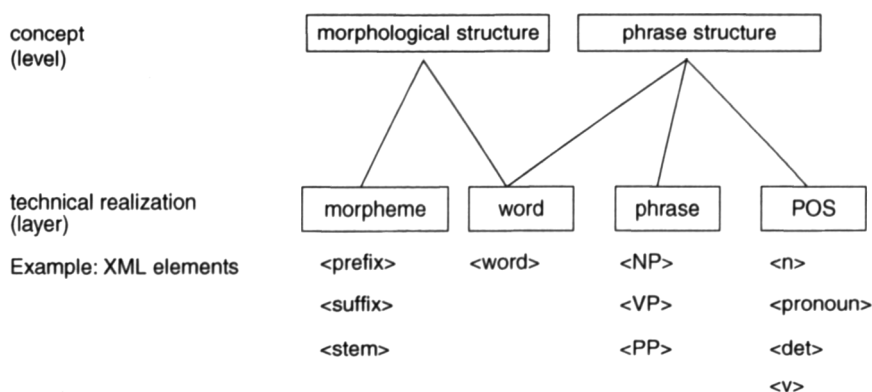 concept morphological structure phrase structure
(level)
technical realization morpheme word phrase POS
(layer)
Example: XML elements <prefix> <word> <NP> <n>
<suffix> <VP> <pronoun>
<stem> <PP> <det>
<v>